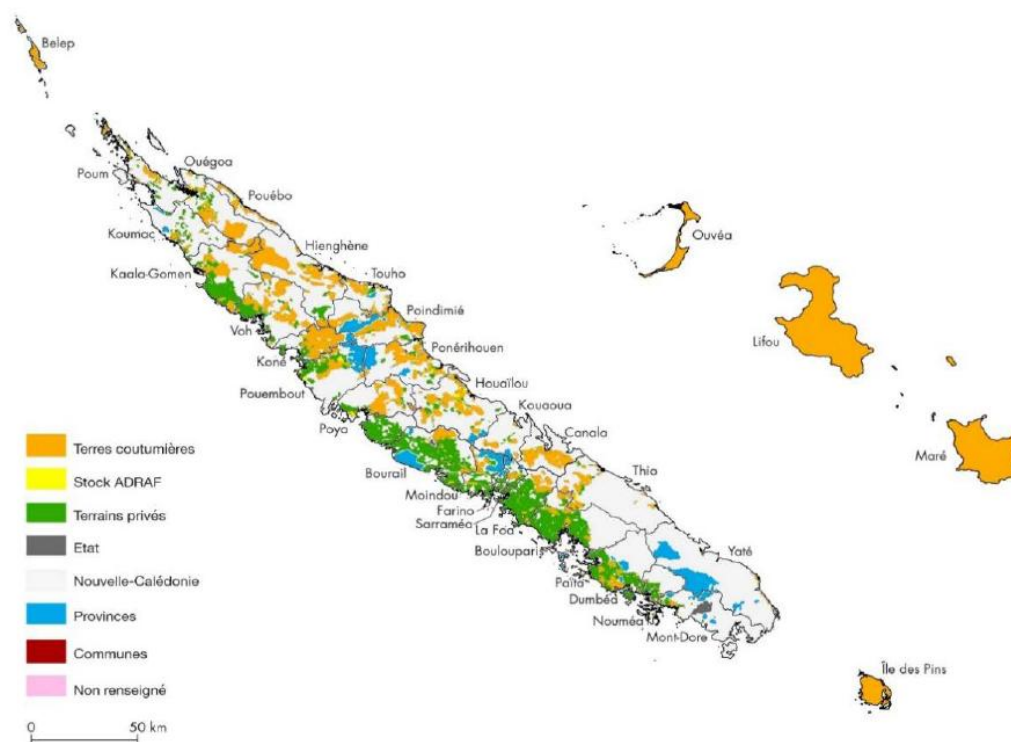 Belep
Ouégoa
Poum
Pouébo
Koumac
Hienghène
Kaala-Gomen
Touho
Ouvéa
Poindimié
Voh
Ponérihouen
Lifou
Koné
Houaïlou
Pouembout
Kouaoua
Poya
Canala
Bourail
Thio
Maré
Moindou
Farino
Sarraméa
La Foa
Boulouparis
Yaté
Païta
Dumbéa
Nouméa
Mont-Dore
Île des Pins
Terres coutumières
Stock ADRAF
Terrains privés
Etat
Nouvelle-Calédonie
Provinces
Communes
Non renseigné
0 50 km